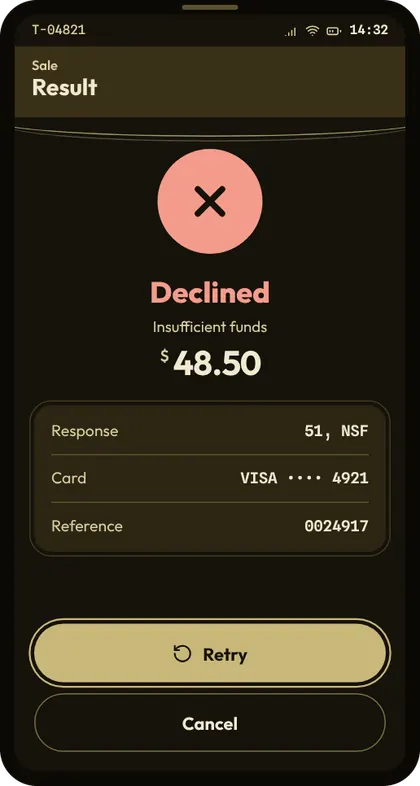 T-04821 14:32
Sale
Result
Declined
Insufficient funds
$48.50
Response 51, NSF
Card VISA •••• 4921
Reference 0024917
Retry
Cancel